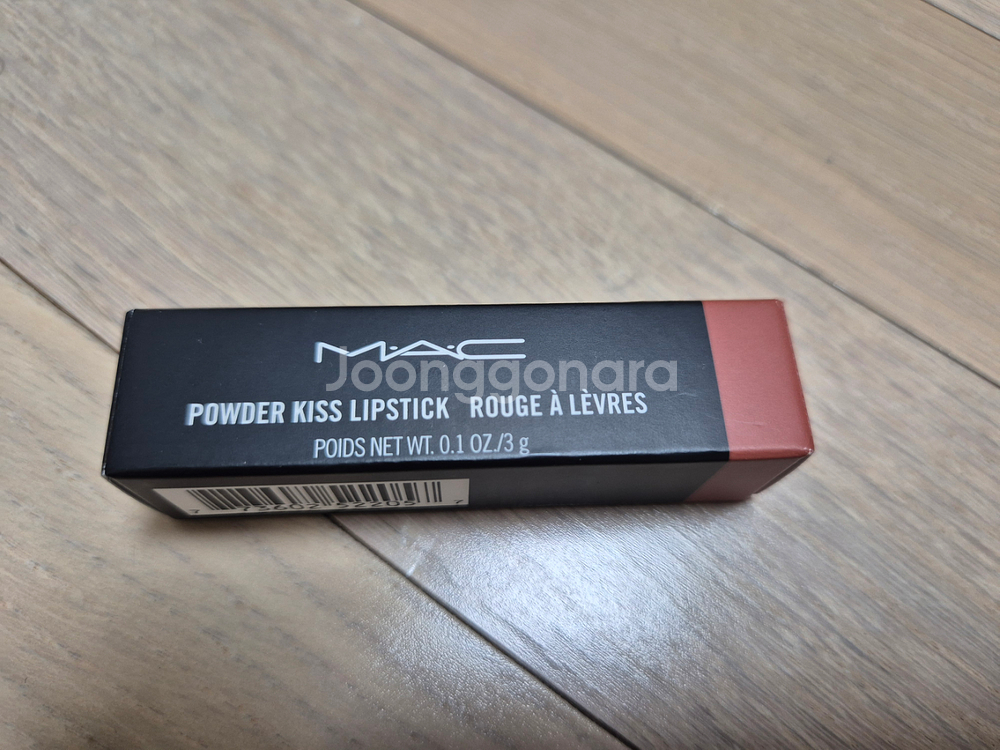 M·A·C
Joonggonara
POWDER KISS LIPSTICK ROUGE À LÈVRES
POIDS NET WT. 0.1 OZ./3 g